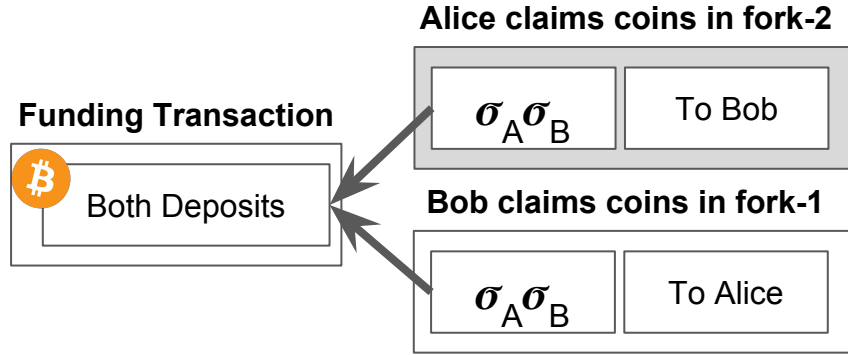 Alice claims coins in fork-2
σAσB
To Bob
Funding Transaction
₿
Both Deposits
Bob claims coins in fork-1
σAσB
To Alice